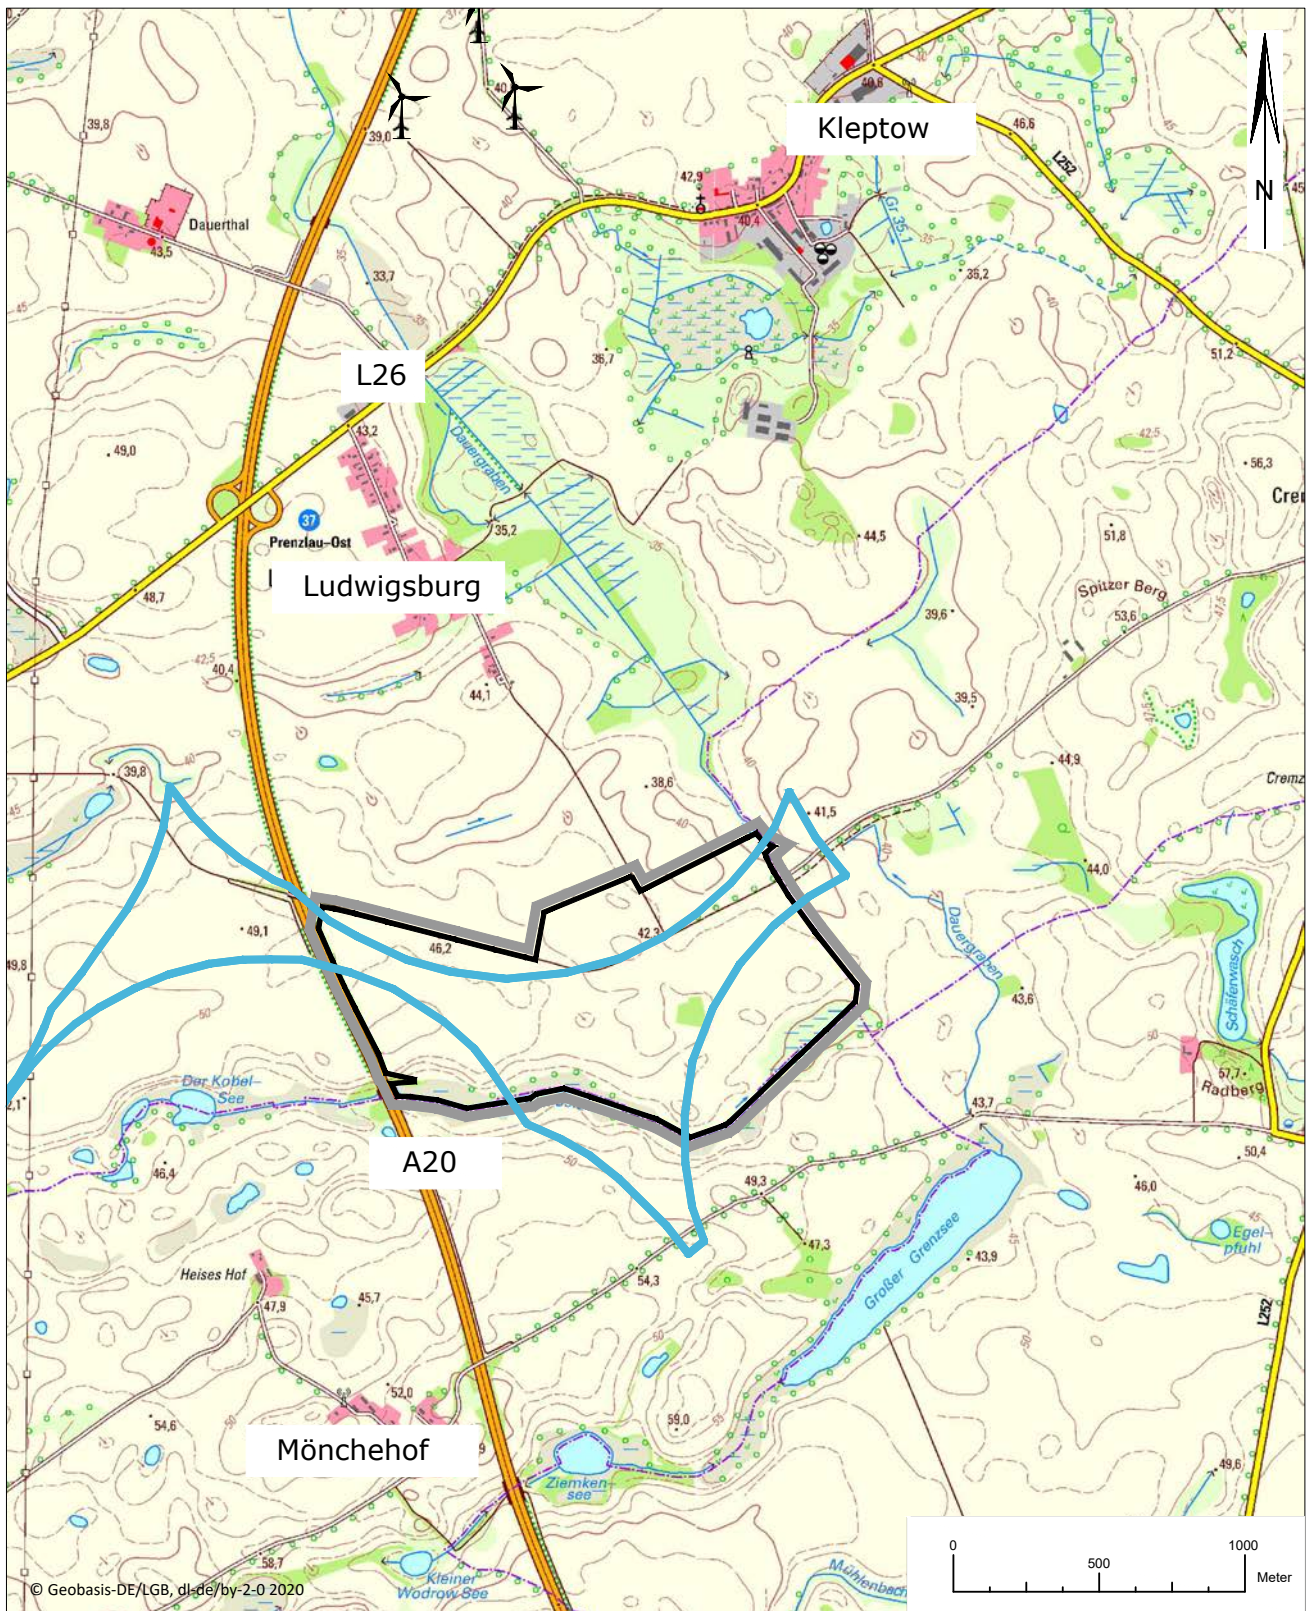 Kleptow
N
L252
Gr.35.1
Dauerthal
L26
Dauergraben
37
Prenzlau-Ost
Ludwigsburg
Spitzer Berg
Dauergraben
Schäferwasch
Radberg
Der Kobel-
See
A20
Großer Grenzsee
Egel-
pfuhl
Heises Hof
L252
Mönchehof
Ziemken-
see
Kleiner
Wodrow See
Mühlenbach
39,8
39,0
40,6
46,6
42,9
40,4
43,5
33,7
35,2
36,7
51,2
43,2
49,0
56,3
51,8
44,5
35,2
48,7
53,6
39,6
40,4
44,1
39,5
39,8
38,6
44,9
41,5
44,0
49,1
46,2
42,3
49,8
43,6
57,7
43,7
50,4
46,4
49,3
46,0
47,3
43,9
54,3
47,9
45,7
52,0
54,6
59,0
49,6
58,7
0
500
1000
Meter
© Geobasis-DE/LGB, dl-de/by-2-0 2020